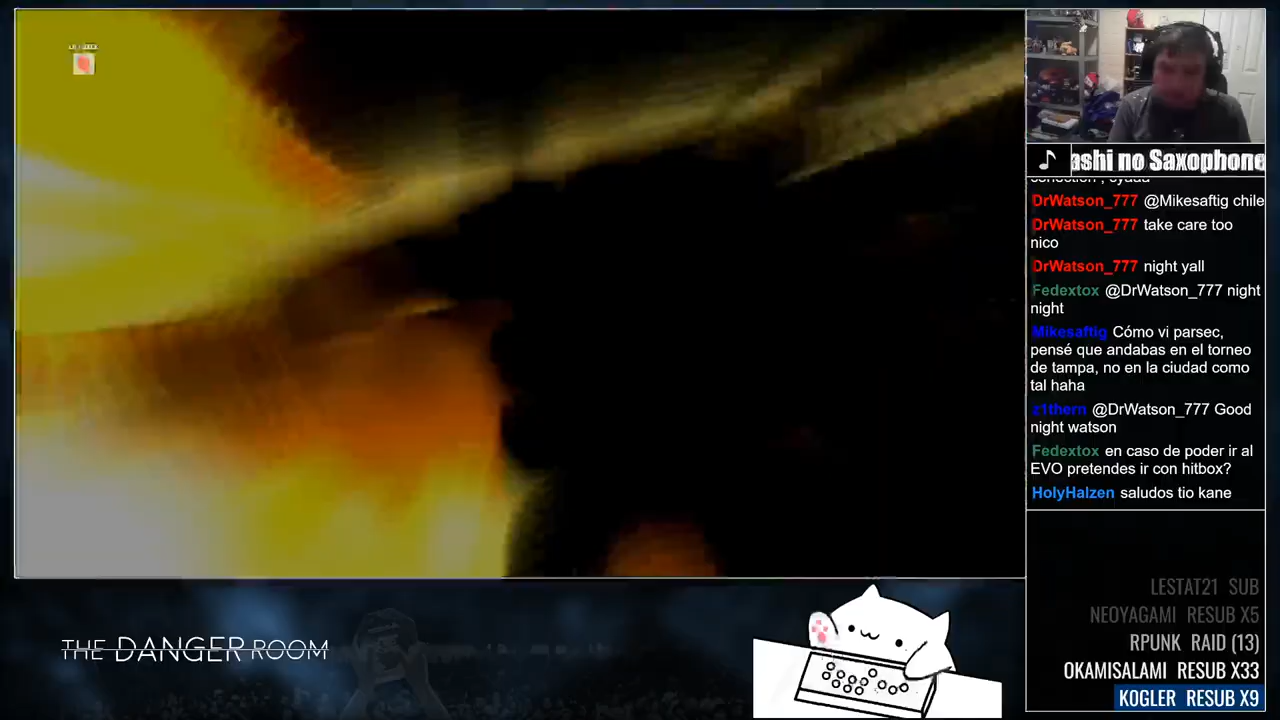 ashi no Saxophone
DrWatson_777 @Mikesaftig chile
DrWatson_777 take care too
nico
DrWatson_777 night yall
Fedextox @DrWatson_777 night
night
Mikesaftig Cómo vi parsec,
pensé que andabas en el torneo
de tampa, no en la ciudad como
tal haha
z1thern @DrWatson_777 Good
night watson
Fedextox en caso de poder ir al
EVO pretendes ir con hitbox?
HolyHalzen saludos tio kane
LESTAT21 SUB
NEOYAGAMI RESUB X5
RPUNK RAID (13)
OKAMISALAMI RESUB X33
KOGLER RESUB X9
THE DANGER ROOM